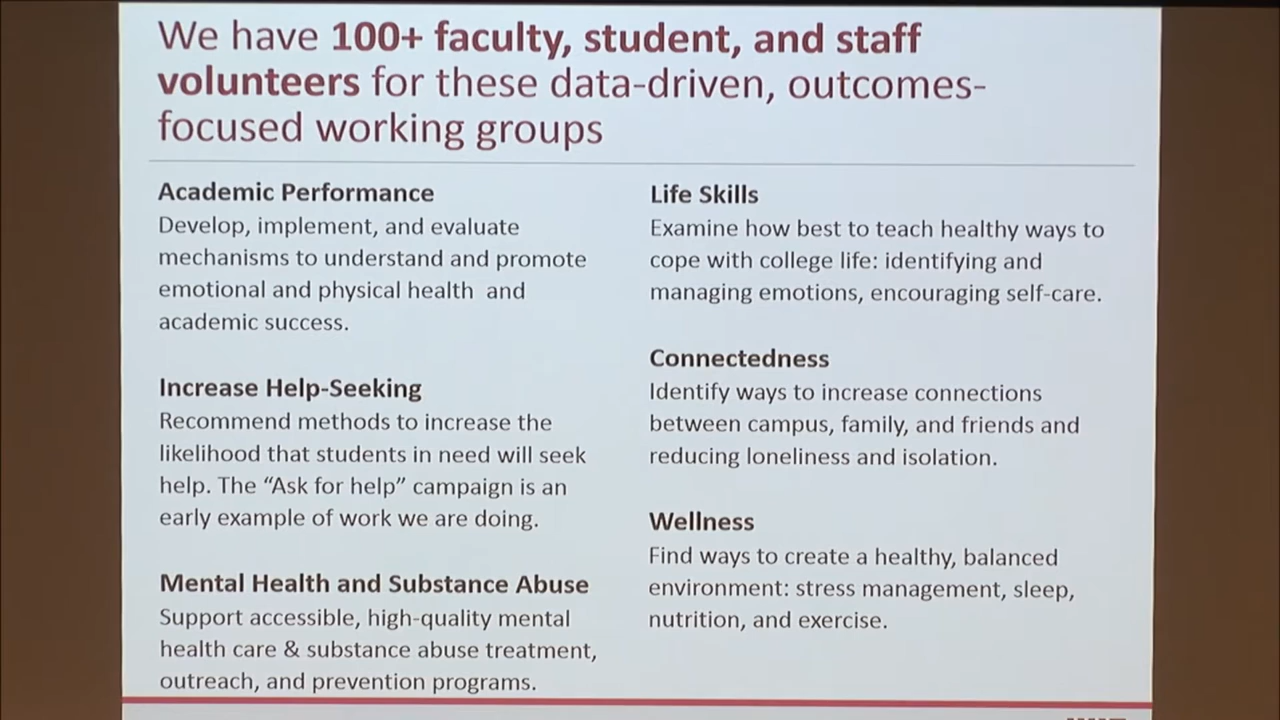 We have 100+ faculty, student, and staff
volunteers for these data-driven, outcomes-
focused working groups
Academic Performance
Develop, implement, and evaluate
mechanisms to understand and promote
emotional and physical health and
academic success.
Increase Help-Seeking
Recommend methods to increase the
likelihood that students in need will seek
help. The “Ask for help” campaign is an
early example of work we are doing.
Mental Health and Substance Abuse
Support accessible, high-quality mental
health care & substance abuse treatment,
outreach, and prevention programs.
Life Skills
Examine how best to teach healthy ways to
cope with college life: identifying and
managing emotions, encouraging self-care.
Connectedness
Identify ways to increase connections
between campus, family, and friends and
reducing loneliness and isolation.
Wellness
Find ways to create a healthy, balanced
environment: stress management, sleep,
nutrition, and exercise.